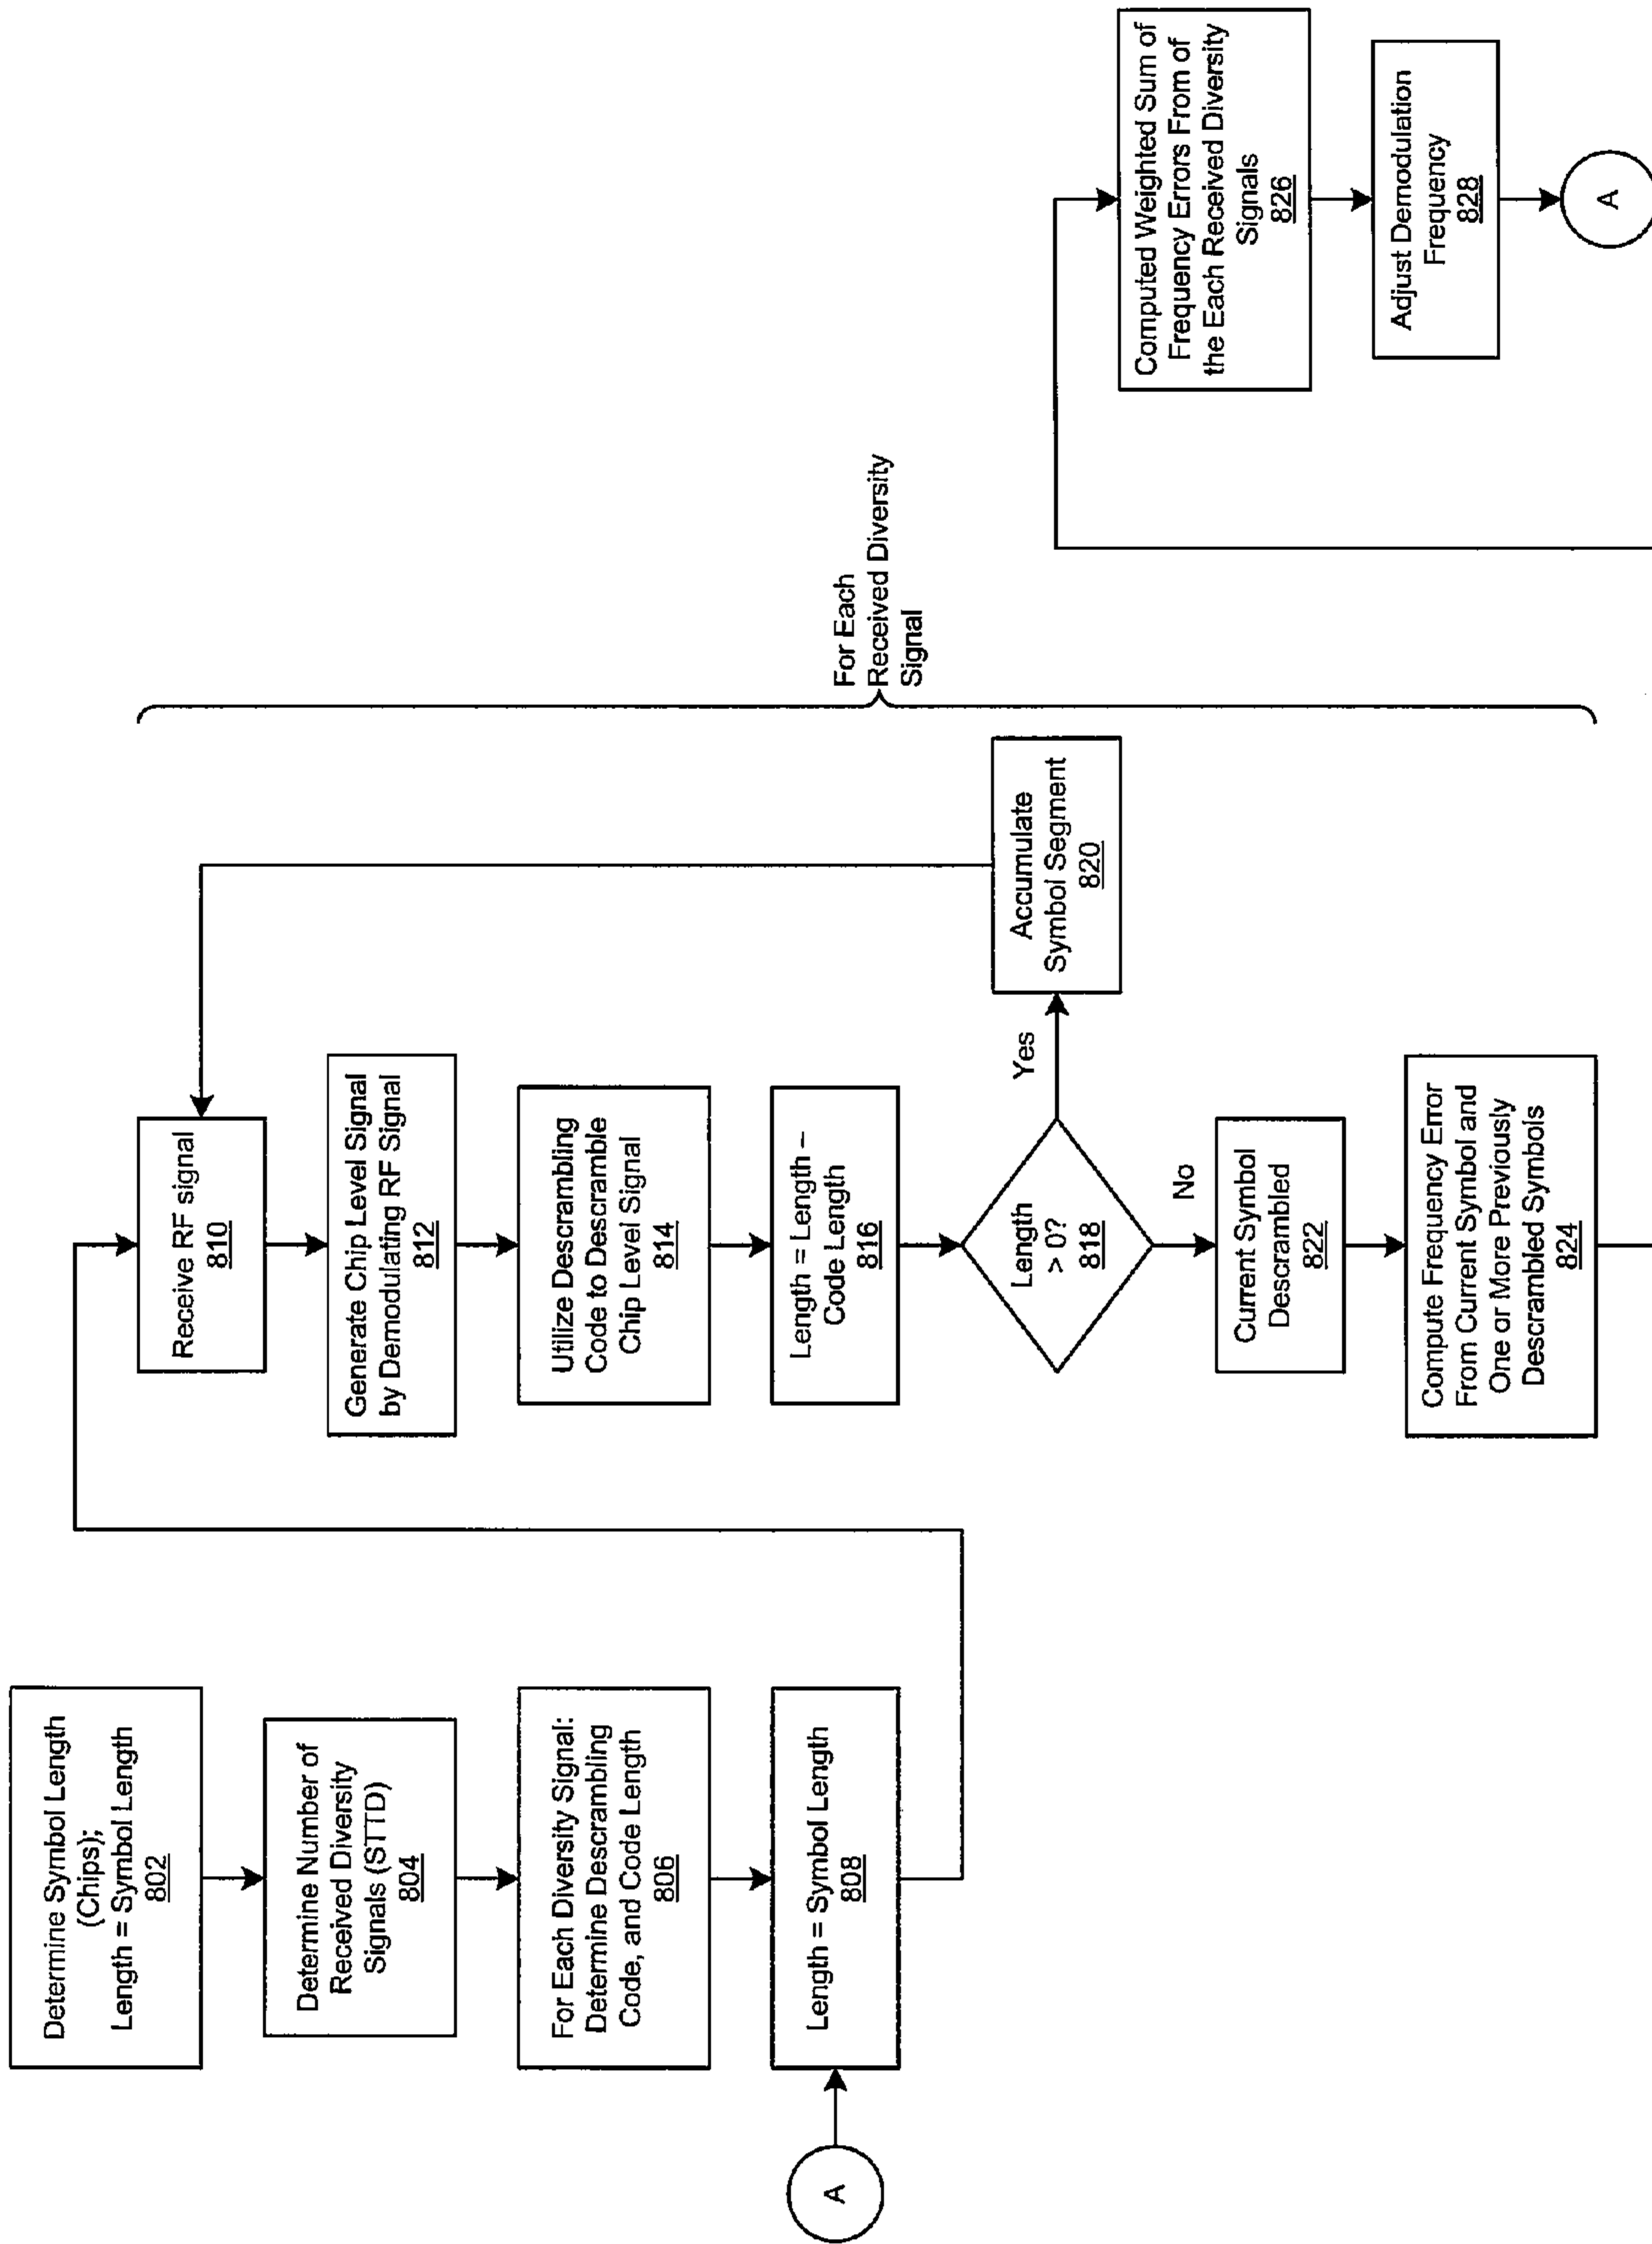 Determine Symbol Length
(Chips);
Length = Symbol Length
802
Determine Number of
Received Diversity
Signals (STTD)
804
For Each Diversity Signal:
Determine Descrambling
Code, and Code Length
806
A
Length = Symbol Length
808
Receive RF signal
810
Generate Chip Level Signal
by Demodulating RF Signal
812
Utilize Descrambling
Code to Descramble
Chip Level Signal
814
Length = Length –
Code Length
816
Length
> 0?
818
Yes
Accumulate
Symbol Segment
820
No
Current Symbol
Descrambled
822
Compute Frequency Error
From Current Symbol and
One or More Previously
Descrambled Symbols
824
For Each
Received Diversity
Signal
Computed Weighted Sum of
Frequency Errors From of
the Each Received Diversity
Signals
826
Adjust Demodulation
Frequency
828
A